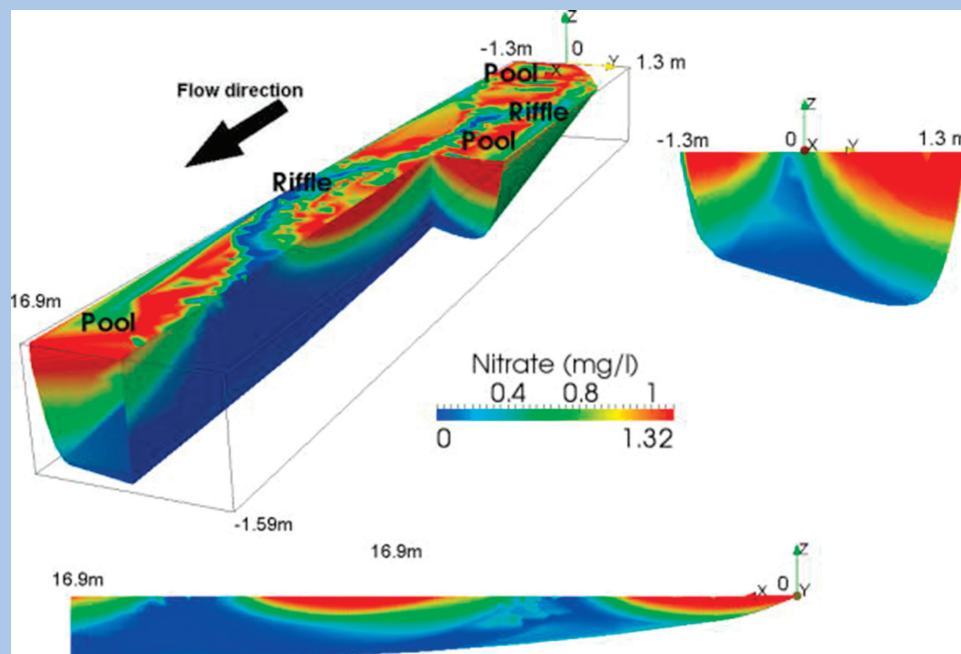 Z
-1.3m 0
X Y 1.3 m
Pool
Flow direction
Riffle
Pool
Riffle
16.9m
Pool
-1.59m
Z
-1.3m 0 X Y 1.3 m
Nitrate (mg/l)
0.4 0.8 1
0 1.32
16.9m
16.9m
Z
X 0 Y